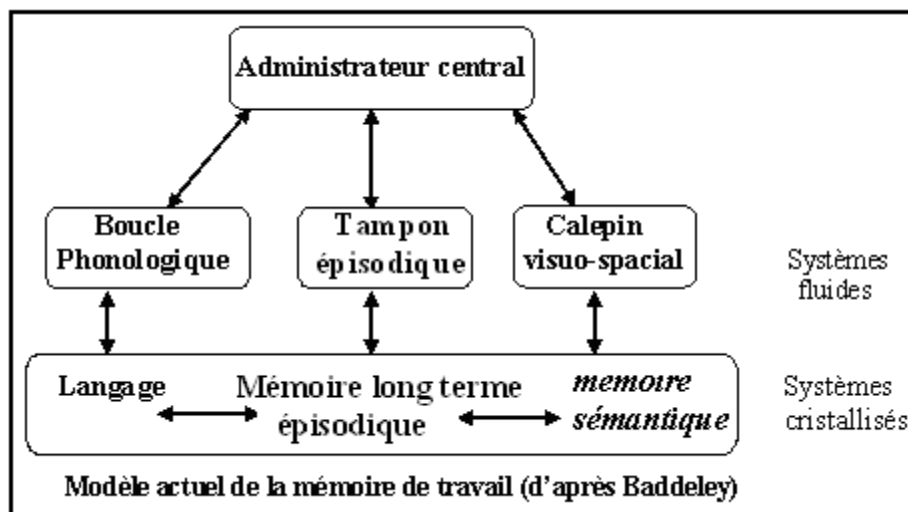 Administrateur central
Boucle
Phonologique
Tampon
épisodique
Calepin
visuo-spacial
Systèmes
fluides
Langage
Mémoire long terme
épisodique
memoire
sémantique
Systèmes
cristallisés
Modèle actuel de la mémoire de travail (d'après Baddeley)